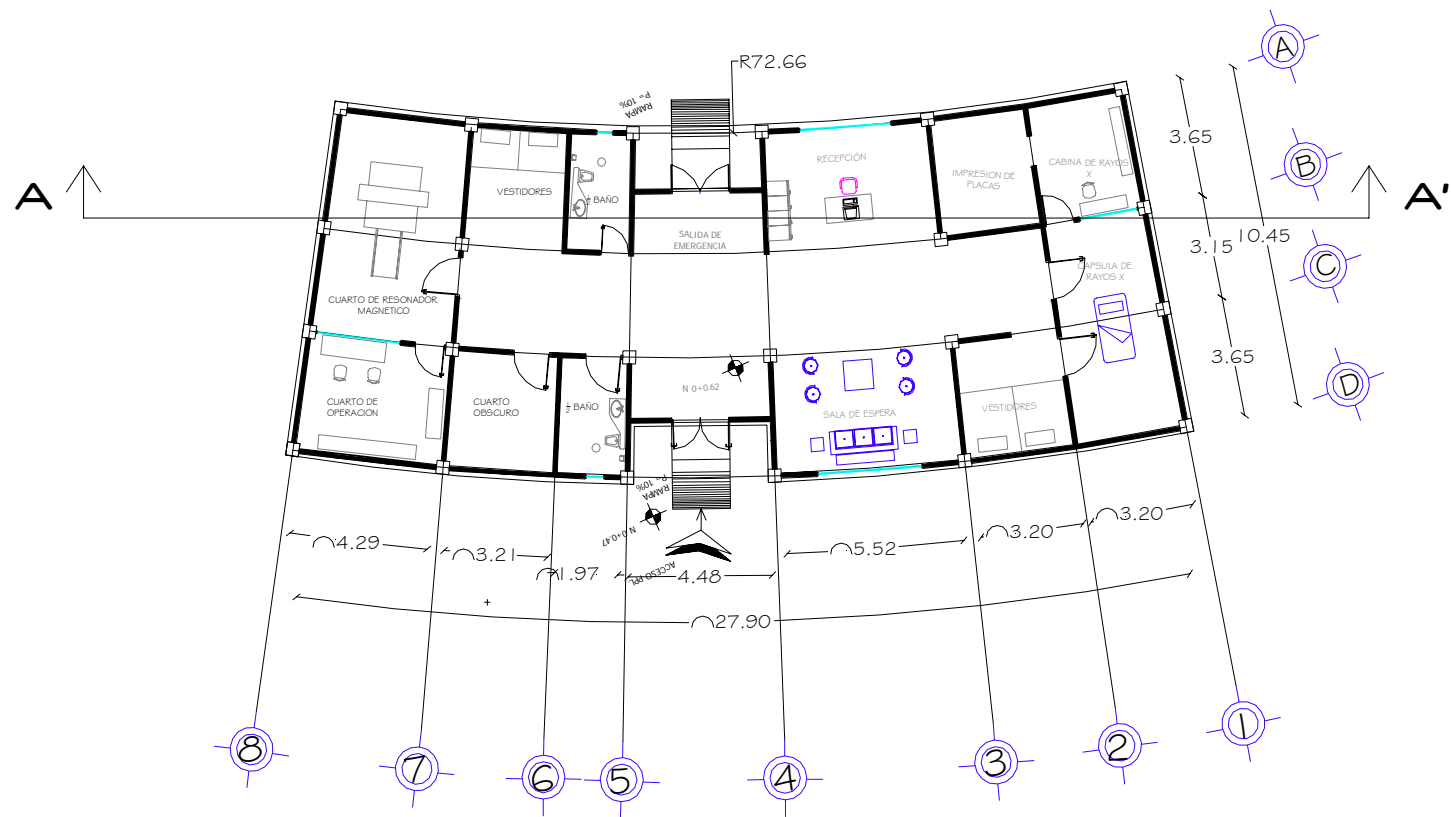 A
R72.66
RAMPA
P= 10%
3.65
B
RECEPCIÓN
CABINA DE RAYOS
X
IMPRESION DE
PLACAS
VESTIDORES
½ BAÑO
A
A'
SALIDA DE
EMERGENCIA
3.15
10.45
C
CAPSULA DE
RAYOS X
CUARTO DE RESONADOR
MAGNETICO
3.65
D
N 0+0.62
CUARTO DE
OPERACION
CUARTO
OBSCURO
½ BAÑO
SALA DE ESPERA
VESTIDORES
RAMPA
P= 10%
N 0+0.47
ACCESO PPL
4.29
3.21
1.97
4.48
5.52
3.20
3.20
27.90
8
7
6
5
4
3
2
1